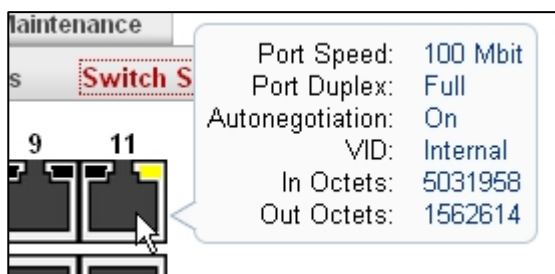 Maintenance
Port Speed: 100 Mbit
Switch S
Port Duplex: Full
Autonegotiation: On
9 11
VID: Internal
In Octets: 5031958
Out Octets: 1562614